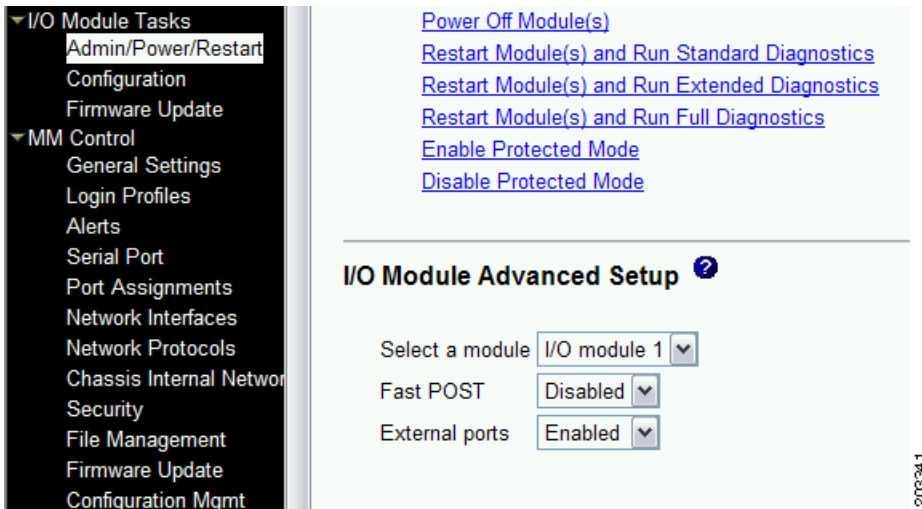 I/O Module Tasks
Admin/Power/Restart
Configuration
Firmware Update
MM Control
General Settings
Login Profiles
Alerts
Serial Port
Port Assignments
Network Interfaces
Network Protocols
Chassis Internal Networ
Security
File Management
Firmware Update
Configuration Mgmt
Power Off Module(s)
Restart Module(s) and Run Standard Diagnostics
Restart Module(s) and Run Extended Diagnostics
Restart Module(s) and Run Full Diagnostics
Enable Protected Mode
Disable Protected Mode
I/O Module Advanced Setup ?
Select a module I/O module 1
Fast POST Disabled
External ports Enabled
203341